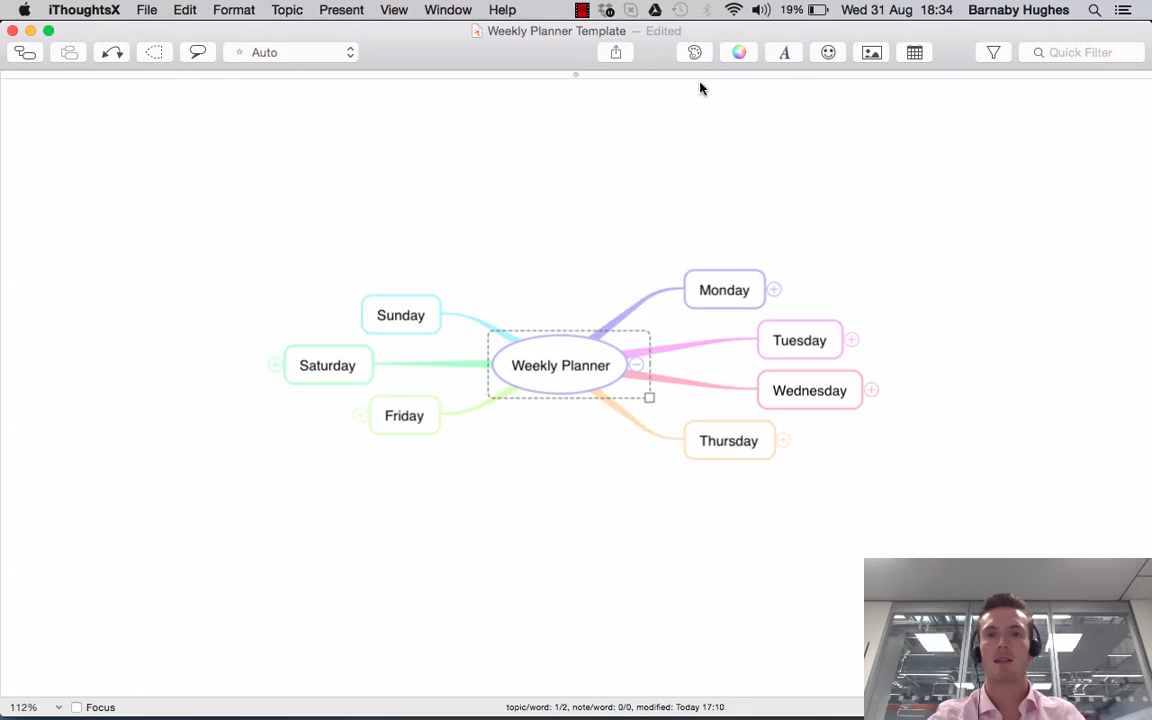 iThoughtsX File Edit Format Topic Present View Window Help 19% Wed 31 Aug 18:34 Barnaby Hughes
Weekly Planner Template — Edited
Auto
A
Quick Filter
Monday
Sunday
Tuesday
Weekly Planner
Saturday
Wednesday
Friday
Thursday
112%
Focus
topic/word: 1/2, note/word: 0/0, modified: Today 17:10